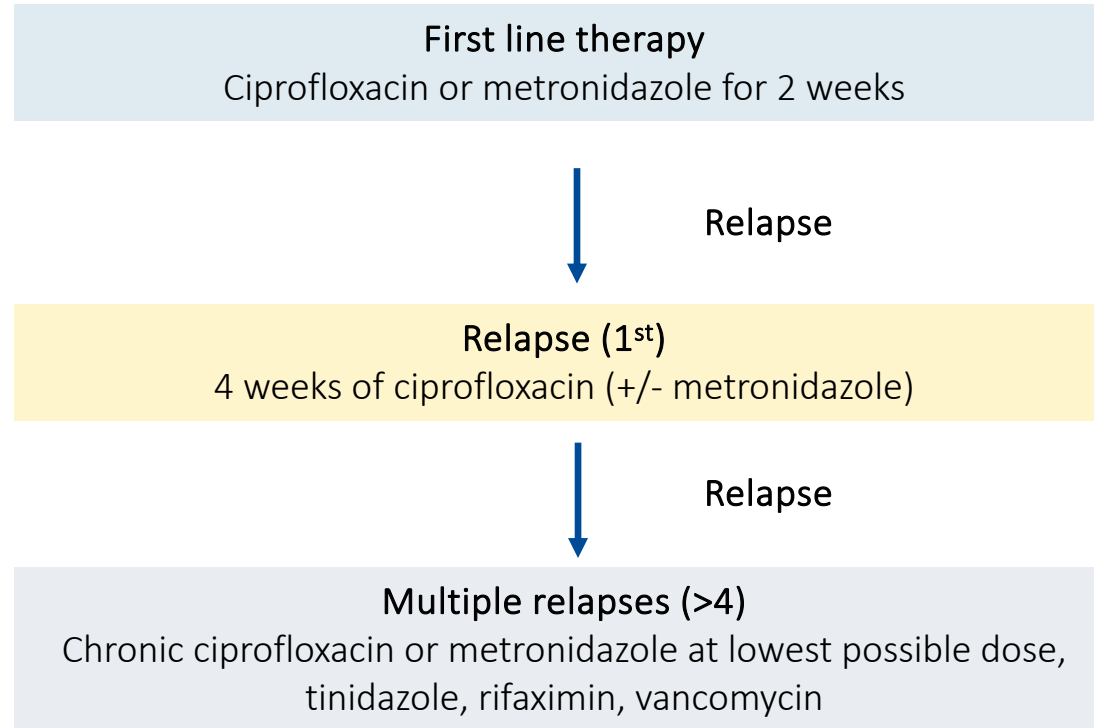 First line therapy
Ciprofloxacin or metronidazole for 2 weeks
Relapse
Relapse (1st)
4 weeks of ciprofloxacin (+/- metronidazole)
Relapse
Multiple relapses (>4)
Chronic ciprofloxacin or metronidazole at lowest possible dose,
tinidazole, rifaximin, vancomycin